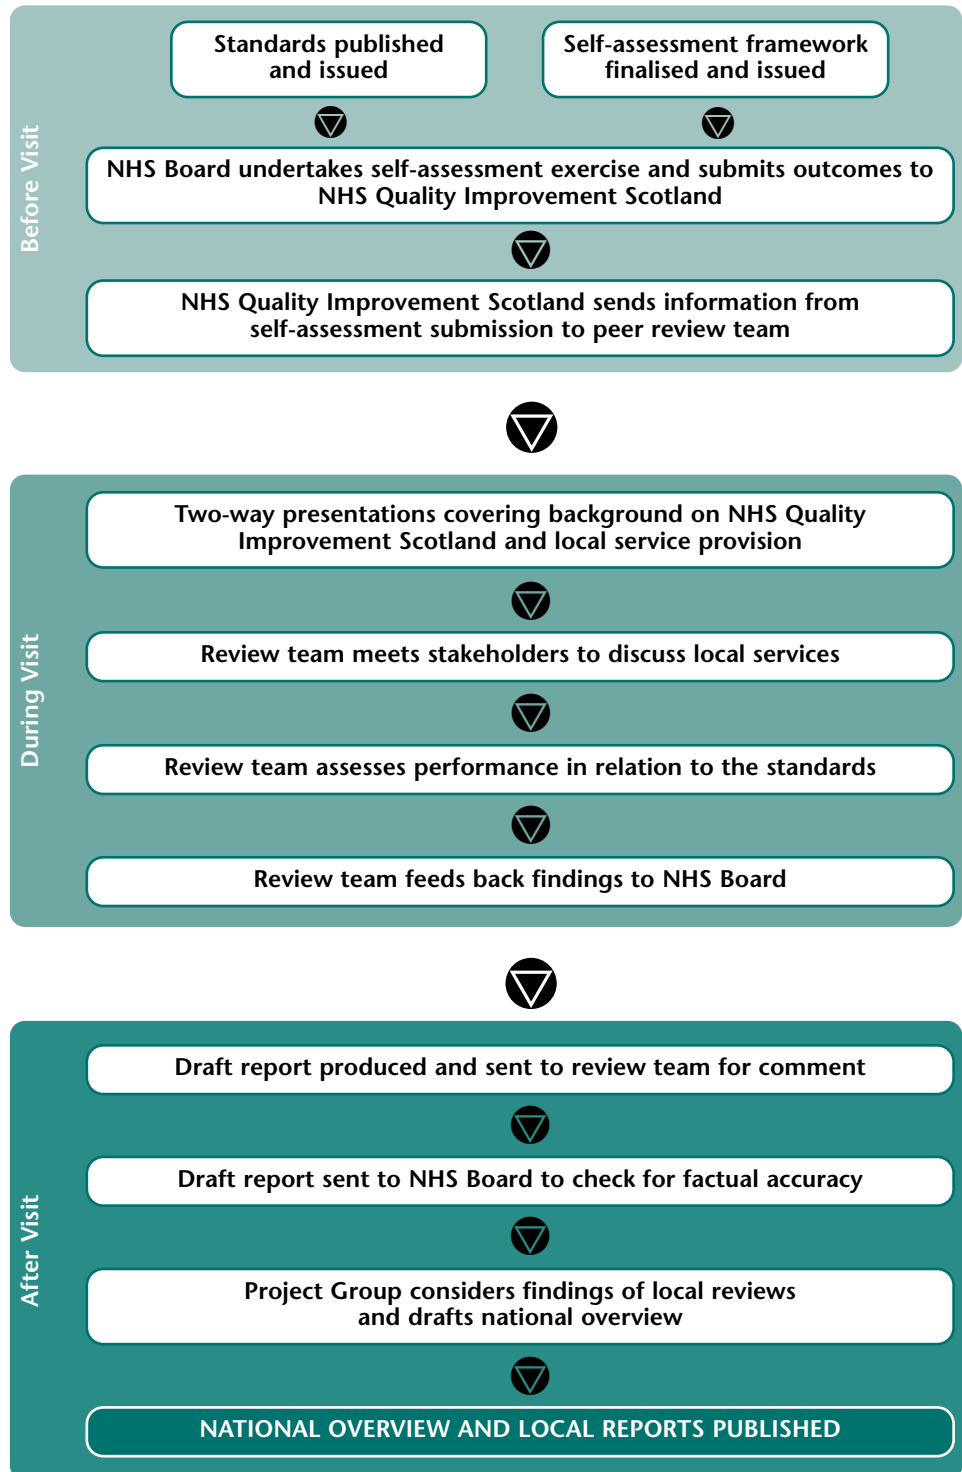 Before Visit
Standards published
and issued
Self-assessment framework
finalised and issued
NHS Board undertakes self-assessment exercise and submits outcomes to
NHS Quality Improvement Scotland
NHS Quality Improvement Scotland sends information from
self-assessment submission to peer review team
During Visit
Two-way presentations covering background on NHS Quality
Improvement Scotland and local service provision
Review team meets stakeholders to discuss local services
Review team assesses performance in relation to the standards
Review team feeds back findings to NHS Board
After Visit
Draft report produced and sent to review team for comment
Draft report sent to NHS Board to check for factual accuracy
Project Group considers findings of local reviews
and drafts national overview
NATIONAL OVERVIEW AND LOCAL REPORTS PUBLISHED